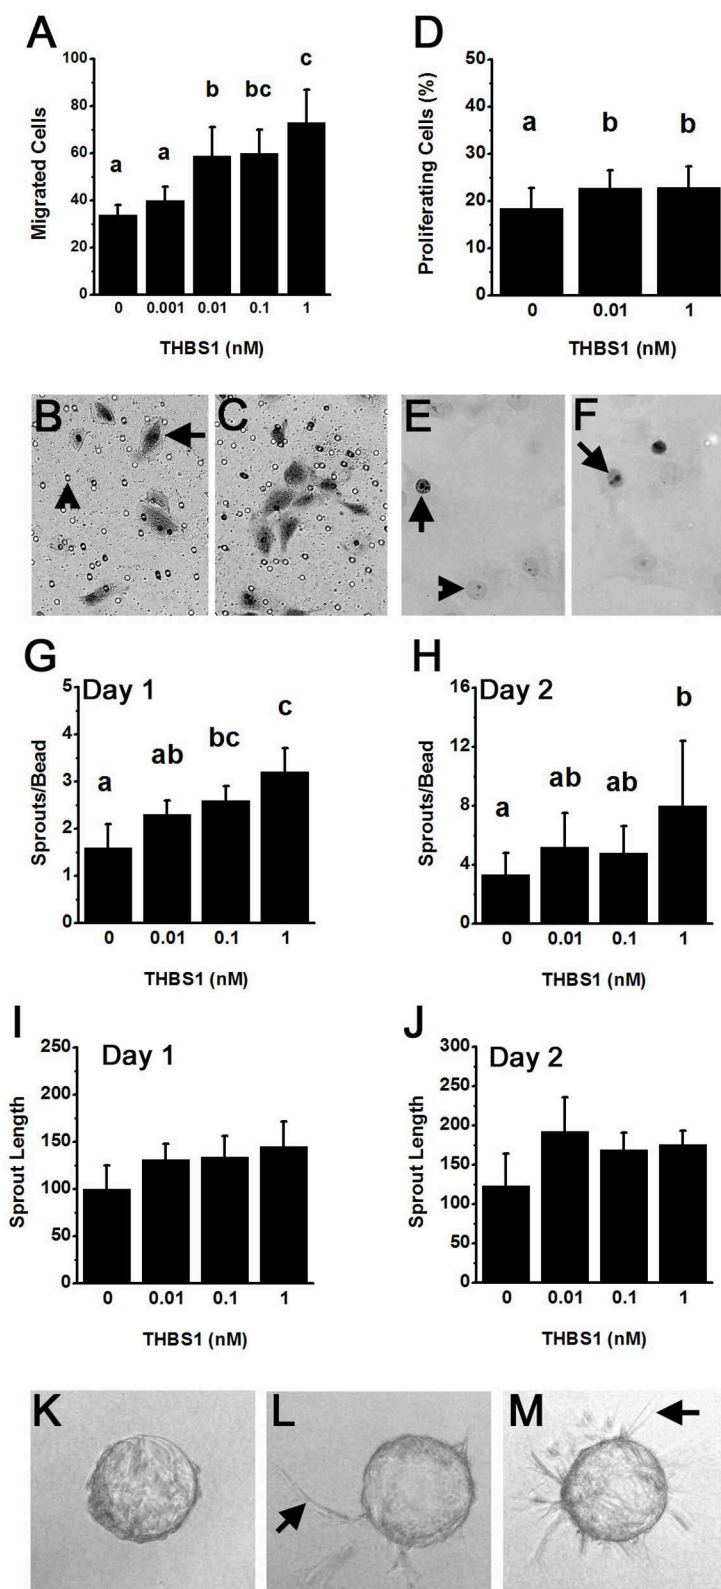 A
D
100
80
60
40
20
0
Migrated Cells
a
a
b
bc
c
0
0.001
0.01
0.1
1
THBS1 (nM)
50
40
30
20
10
0
Proliferating Cells (%)
a
b
b
0
0.01
1
THBS1 (nM)
B
C
E
F
G
Day 1
5
4
3
2
1
0
Sprouts/Bead
a
ab
bc
c
0
0.01
0.1
1
THBS1 (nM)
H
Day 2
16
12
8
4
0
Sprouts/Bead
a
ab
ab
b
0
0.01
0.1
1
THBS1 (nM)
I
Day 1
250
200
150
100
50
0
Sprout Length
0
0.01
0.1
1
THBS1 (nM)
J
Day 2
300
250
200
150
100
50
0
Sprout Length
0
0.01
0.1
1
THBS1 (nM)
K
L
M